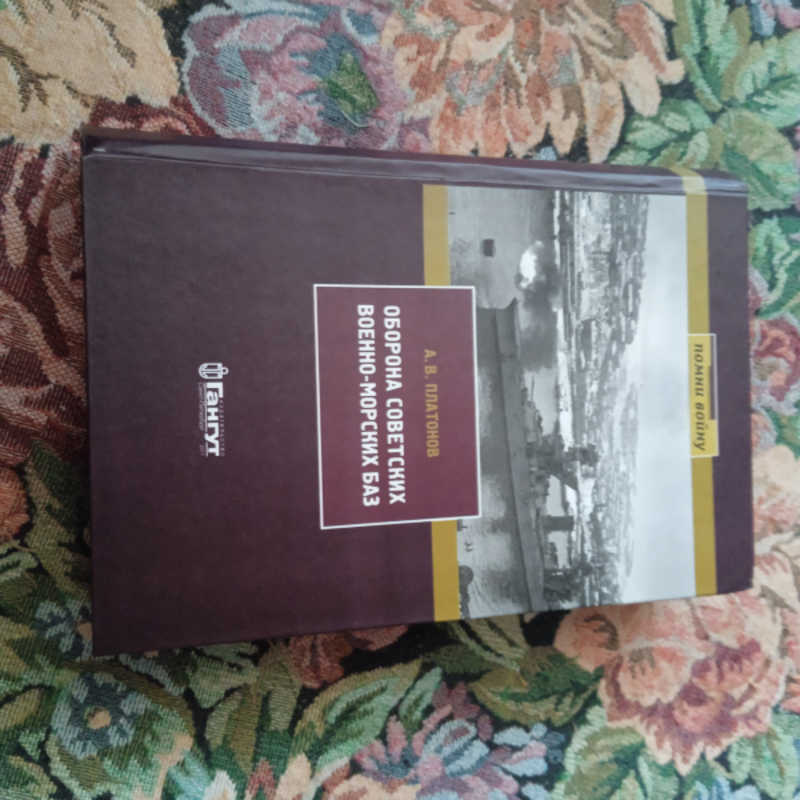 помни войну
А. В. ПЛАТОНОВ
ОБОРОНА СОВЕТСКИХ
ВОЕННО-МОРСКИХ БАЗ
Гангут